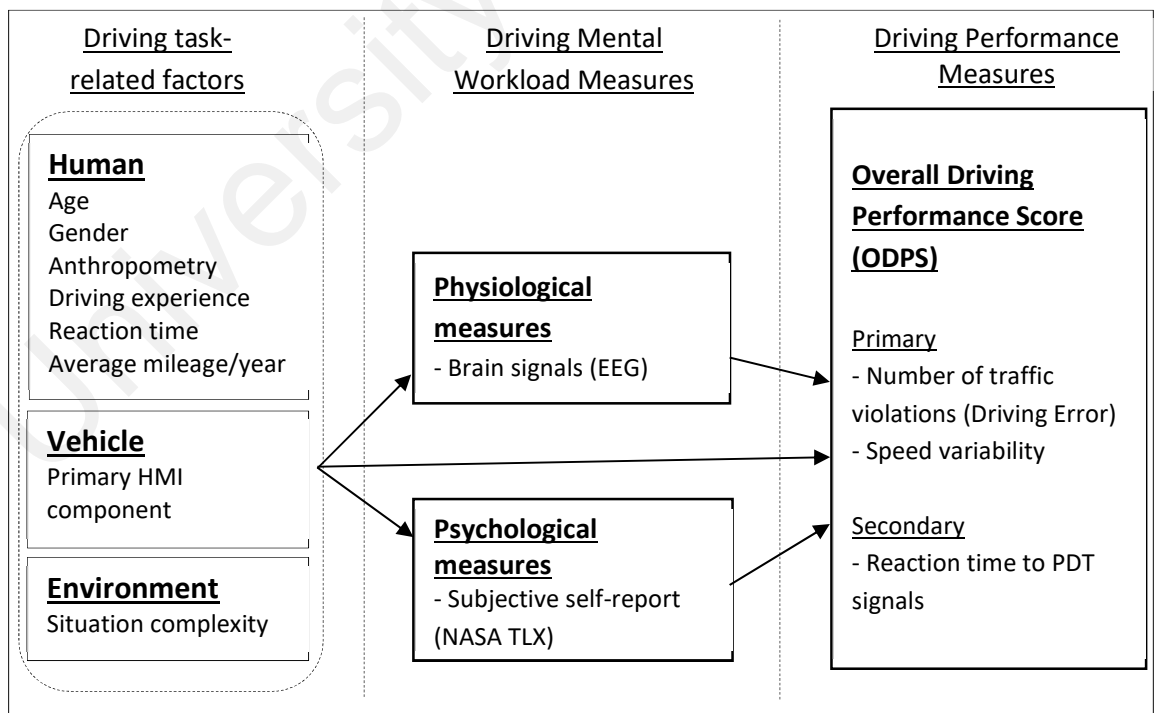 Driving task-
related factors
Human
Age
Gender
Anthropometry
Driving experience
Reaction time
Average mileage/year
Vehicle
Primary HMI
component
Environment
Situation complexity
Driving Mental
Workload Measures
Physiological
measures
- Brain signals (EEG)
Psychological
measures
- Subjective self-report
(NASA TLX)
Driving Performance
Measures
Overall Driving
Performance Score
(ODPS)
Primary
- Number of traffic
violations (Driving Error)
- Speed variability
Secondary
- Reaction time to PDT
signals
University